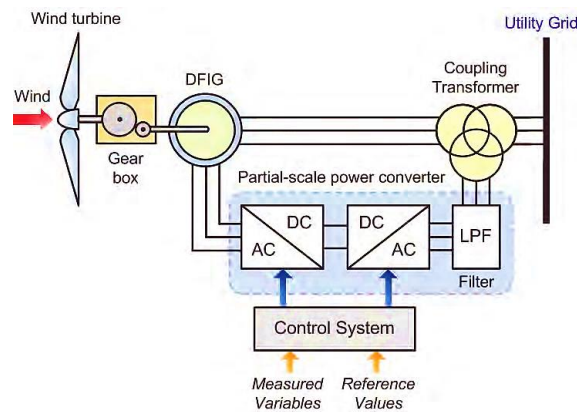 Wind turbine
Utility Grid
DFIG
Coupling
Transformer
Wind
Gear
box
Partial-scale power converter
DC
AC
DC
AC
LPF
Filter
Control System
Measured
Variables
Reference
Values